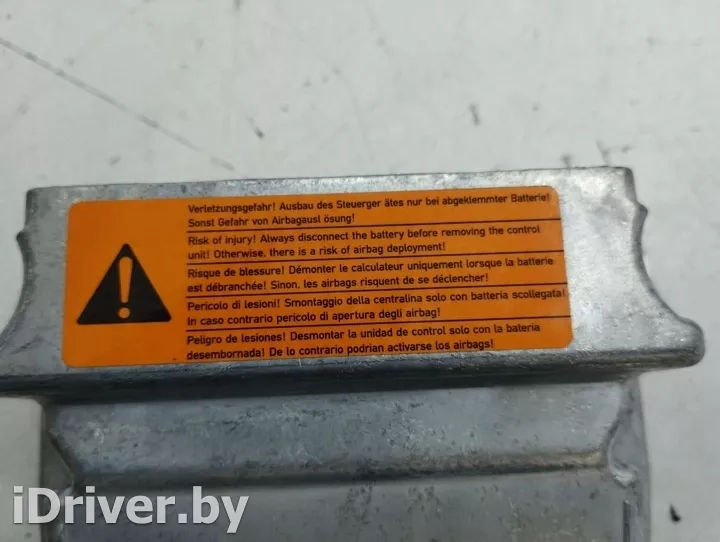 Verletzungsgefahr! Ausbau des Steuerger ätes nur bei abgeklemmter Batterie!
Sonst Gefahr von Airbagausl ösung!
Risk of injury! Always disconnect the battery before removing the control
unit! Otherwise, there is a risk of airbag deployment!
Risque de blessure! Démonter le calculateur uniquement lorsque la batterie
est débranchée! Sinon, les airbags risquent de se déclencher!
Pericolo di lesioni! Smontaggio della centralina solo con batteria scollegata!
In caso contrario pericolo di apertura degli airbag!
Peligro de lesiones! Desmontar la unidad de control solo con la bateria
desembornada! De lo contrario podrian activarse los airbags!
iDriver.by